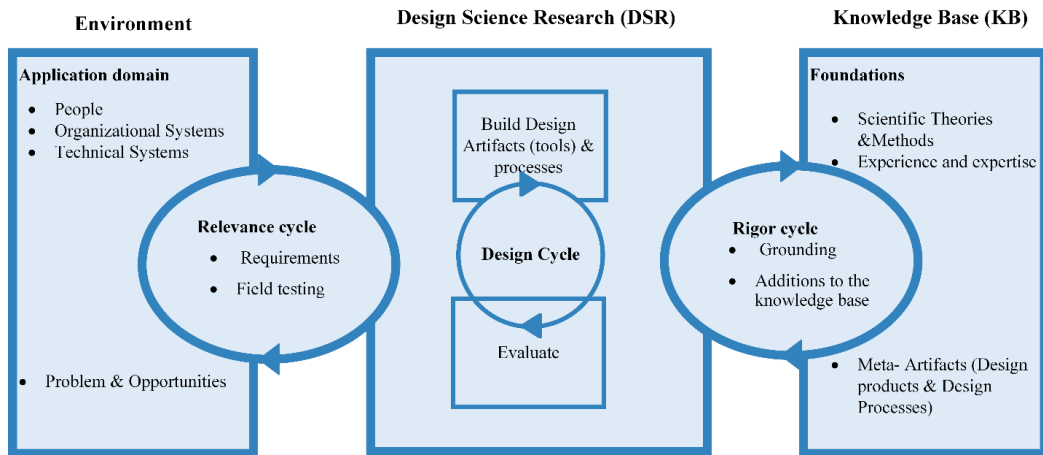 Environment
Design Science Research (DSR)
Knowledge Base (KB)
Application domain
• People
• Organizational Systems
• Technical Systems
• Problem & Opportunities
Relevance cycle
• Requirements
• Field testing
Build Design
Artifacts (tools) &
processes
Design Cycle
Evaluate
Rigor cycle
• Grounding
• Additions to the
knowledge base
Foundations
• Scientific Theories
&Methods
• Experience and expertise
• Meta- Artifacts (Design
products & Design
Processes)